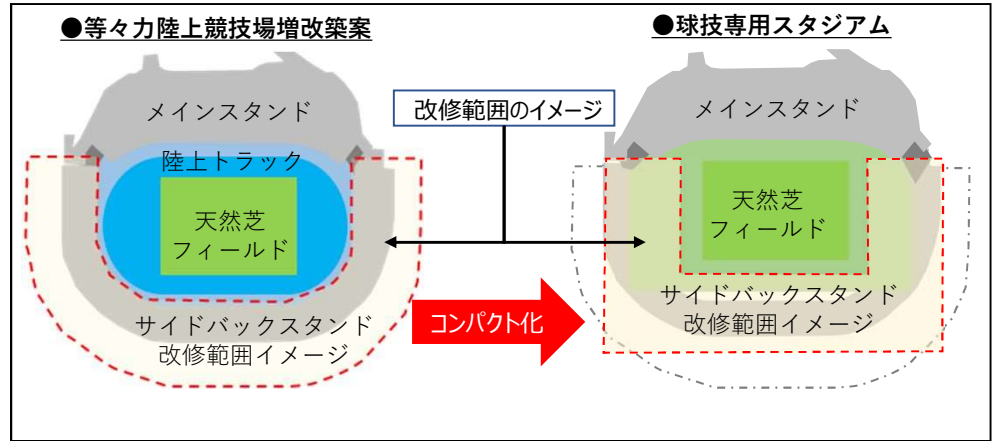 ●等々力陸上競技場増改築案
メインスタンド
陸上トラック
天然芝
フィールド
サイドバックスタンド
改修範囲イメージ
改修範囲のイメージ
コンパクト化
●球技専用スタジアム
メインスタンド
天然芝
フィールド
サイドバックスタンド
改修範囲イメージ